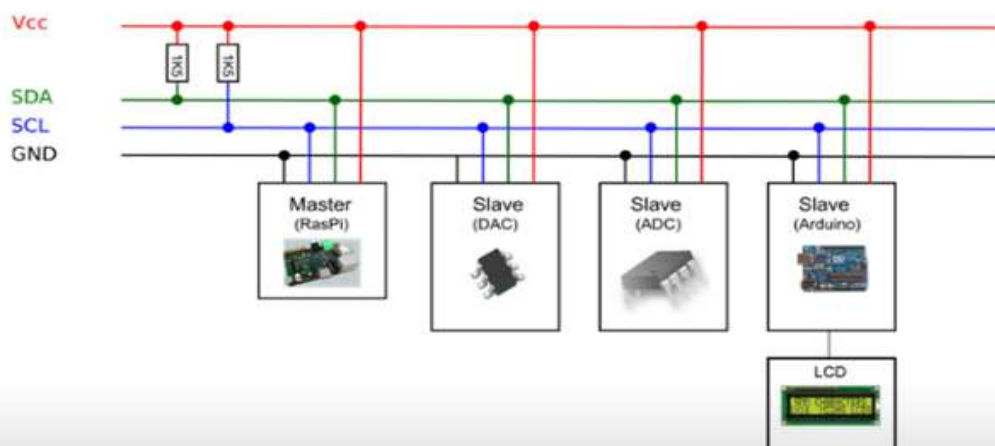 Vcc
1K5
1K5
SDA
SCL
GND
Master
(RasPi)
Slave
(DAC)
Slave
(ADC)
Slave
(Arduino)
LCD